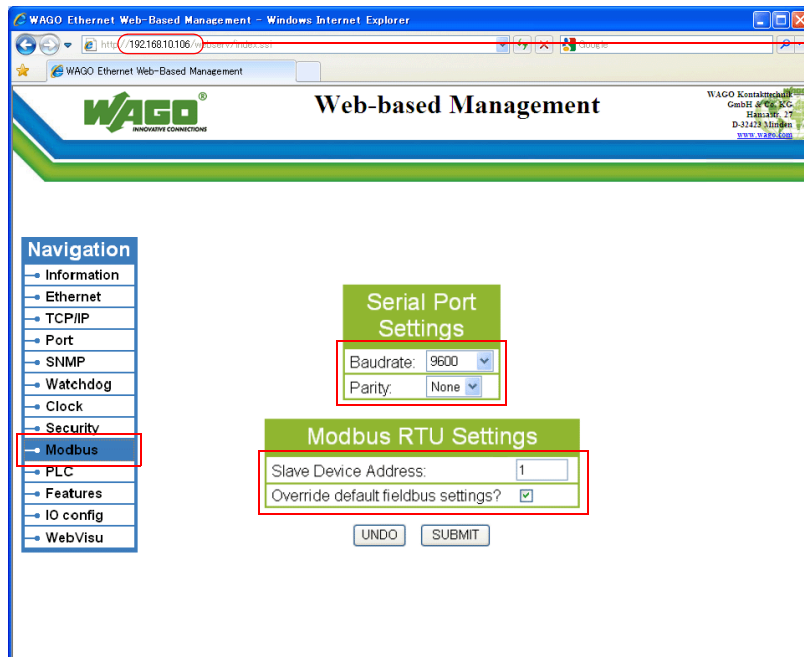 WAGO Ethernet Web-Based Management - Windows Internet Explorer
http://192.168.10.106/webserv/index.ssi
Google
WAGO Ethernet Web-Based Management
WAGO®
INNOVATIVE CONNECTIONS
Web-based Management
WAGO Kontakttechnik
GmbH & Co. KG
Hansastr. 27
D-32423 Minden
www.wago.com
Navigation
Information
Ethernet
TCP/IP
Port
SNMP
Watchdog
Clock
Security
Modbus
PLC
Features
IO config
WebVisu
Serial Port
Settings
Baudrate: 9600
Parity: None
Modbus RTU Settings
Slave Device Address: 1
Override default fieldbus settings?
UNDO SUBMIT